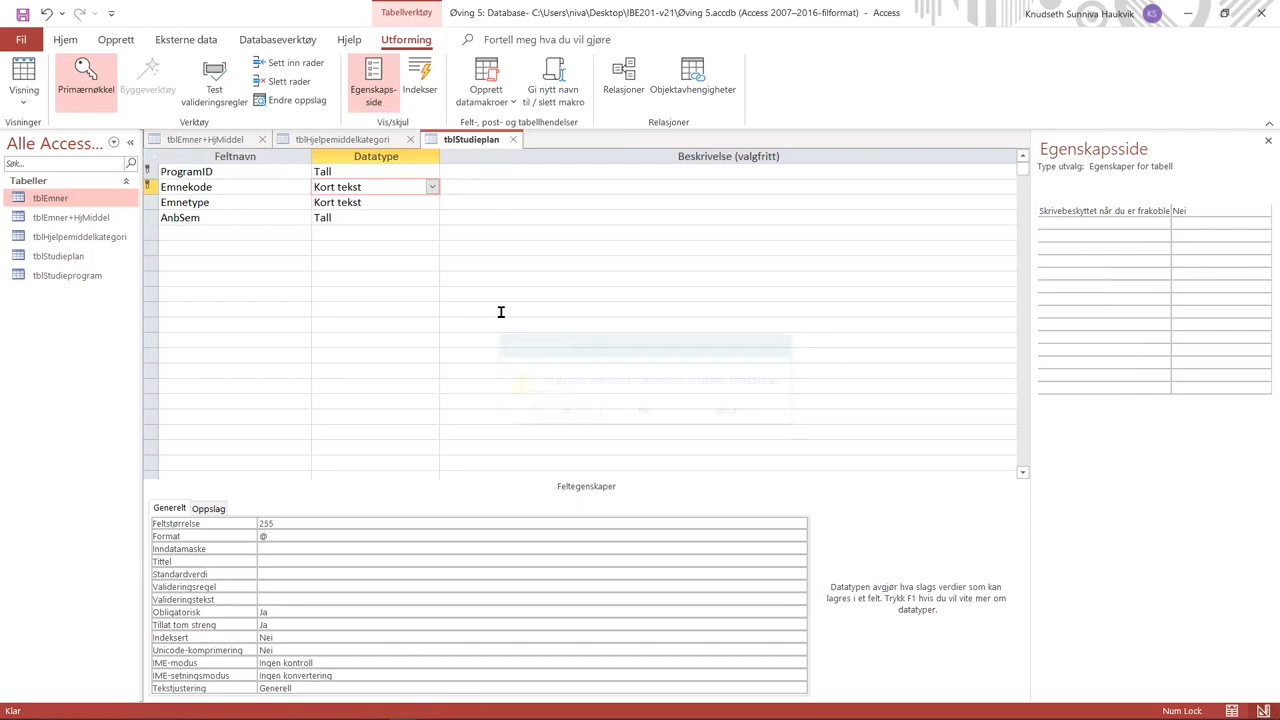 Tabellverktøy
Øving 5: Database- C:\Users\niva\Desktop\IBE201-v21\Øving 5.accdb (Access 2007–2016-filformat) - Access
Knudseth Sunniva Haukvik
KS
Fil
Hjem
Opprett
Eksterne data
Databaseverktøy
Hjelp
Utforming
Fortell meg hva du vil gjøre
Visning
Primærnøkkel
Byggeverktøy
Test valideringsregler
Sett inn rader
Slett rader
Endre oppslag
Egenskaps-
side
Indekser
Opprett
datamakroer
Gi nytt navn
til / slett makro
Relasjoner
Objektavhengigheter
Visninger
Verktøy
Vis/skjul
Felt-, post- og tabellhendelser
Relasjoner
Alle Access...
Søk...
Tabeller
tblEmner
tblEmner+HjMiddel
tblHjelpemiddelkategori
tblStudieplan
tblStudieprogram
tblEmner+HjMiddel
tblHjelpemiddelkategori
tblStudieplan
Feltnavn
Datatype
Beskrivelse (valgfritt)
ProgramID
Tall
Emnekode
Kort tekst
Emnetype
Kort tekst
AnbSem
Tall
Egenskapsside
Type utvalg: Egenskaper for tabell
Skrivebeskyttet når du er frakoble
Nei
Feltegenskaper
Generelt
Oppslag
Feltstørrelse
255
Format
@
Inndatamaske
Tittel
Standardverdi
Valideringsregel
Valideringstekst
Obligatorisk
Ja
Tillat tom streng
Ja
Indeksert
Nei
Unicode-komprimering
Nei
IME-modus
Ingen kontroll
IME-setningsmodus
Ingen konvertering
Tekstjustering
Generell
Datatypen avgjør hva slags verdier som kan
lagres i et felt. Trykk F1 hvis du vil vite mer om
datatyper.
Klar
Num Lock